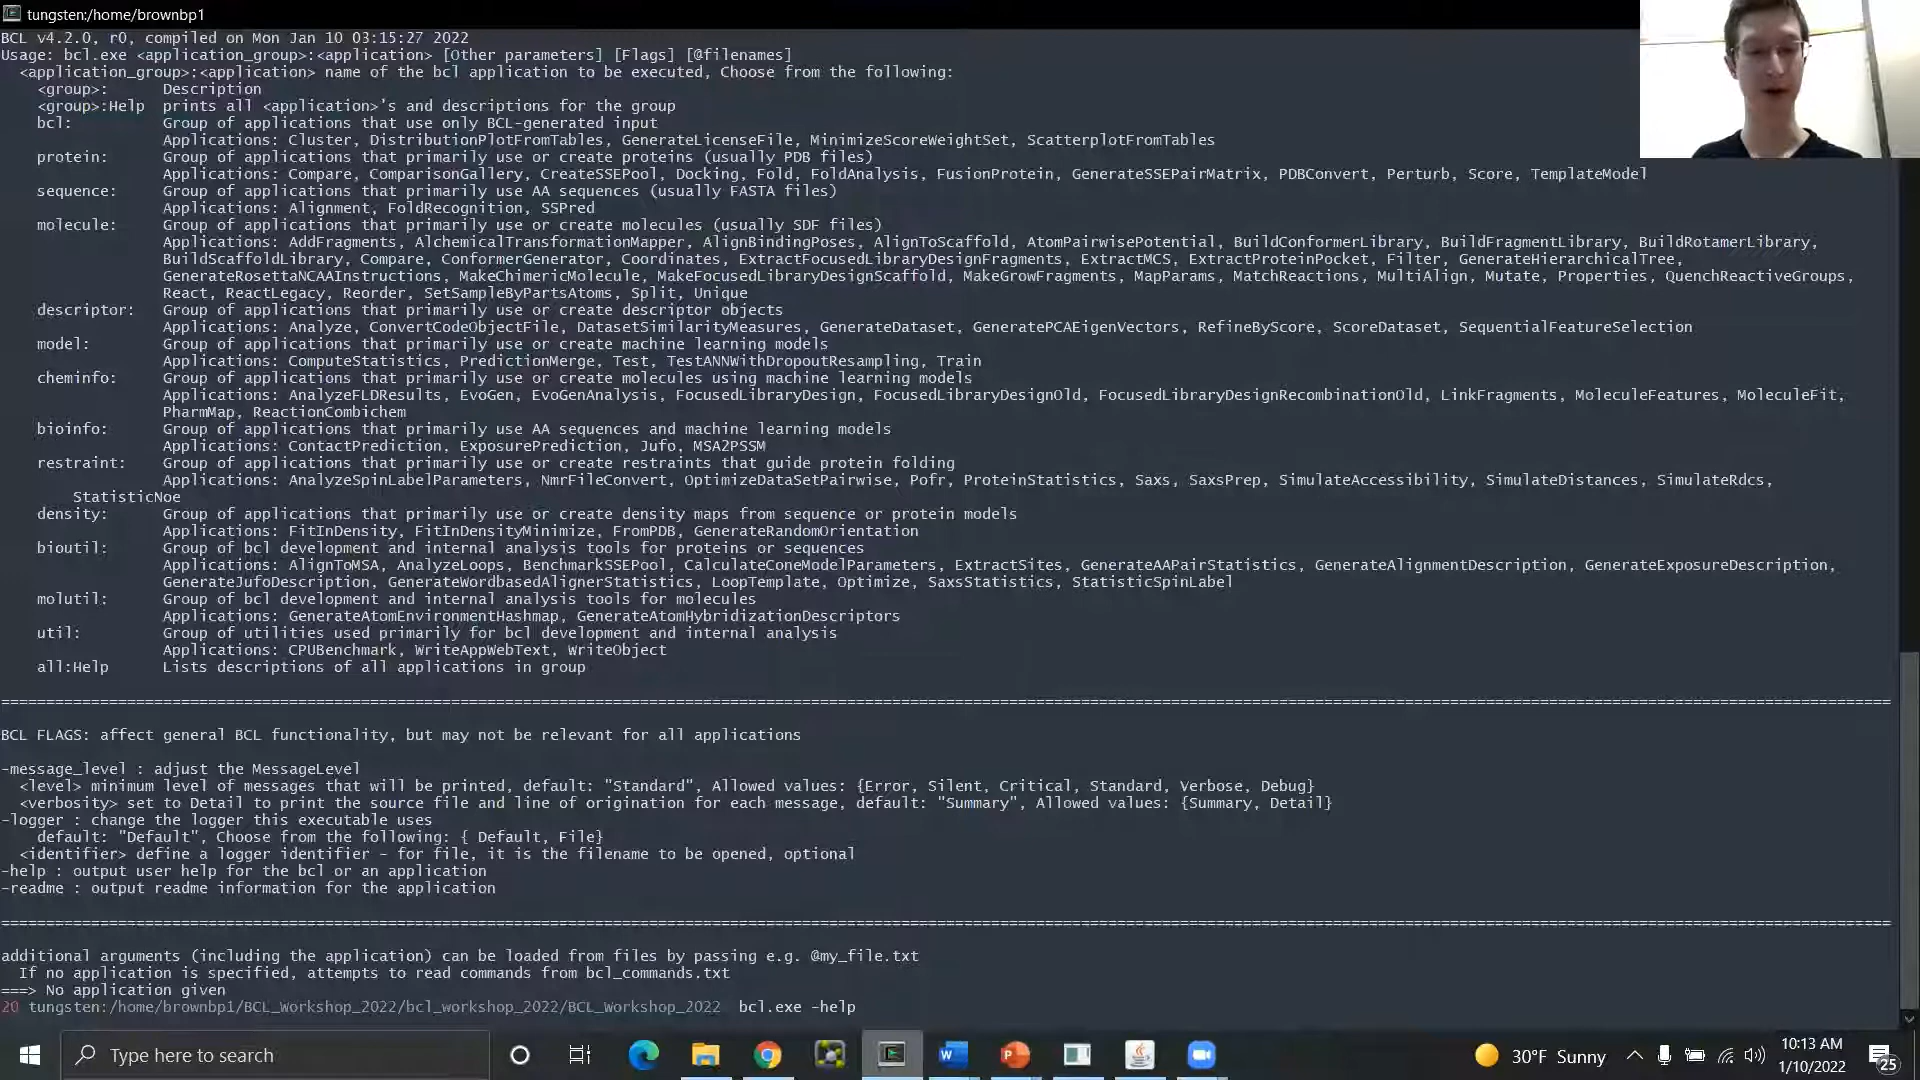 tungsten:/home/brownbp1
BCL v4.2.0, r0, compiled on Mon Jan 10 03:15:27 2022
Usage: bcl.exe <application_group>:<application> [Other parameters] [Flags] [@filenames]
<application_group>:<application> name of the bcl application to be executed, Choose from the following:
<group>: Description
<group>:Help prints all <application>'s and descriptions for the group
bcl: Group of applications that use only BCL-generated input
Applications: Cluster, DistributionPlotFromTables, GenerateLicenseFile, MinimizeScoreWeightSet, ScatterplotFromTables
protein: Group of applications that primarily use or create proteins (usually PDB files)
Applications: Compare, ComparisonGallery, CreateSSEPool, Docking, Fold, FoldAnalysis, FusionProtein, GenerateSSEPairMatrix, PDBConvert, Perturb, Score, TemplateModel
sequence: Group of applications that primarily use AA sequences (usually FASTA files)
Applications: Alignment, FoldRecognition, SSPred
molecule: Group of applications that primarily use or create molecules (usually SDF files)
Applications: AddFragments, AlchemicalTransformationMapper, AlignBindingPoses, AlignToScaffold, AtomPairwisePotential, BuildConformerLibrary, BuildFragmentLibrary, BuildRotamerLibrary,
BuildScaffoldLibrary, Compare, ConformerGenerator, Coordinates, ExtractFocusedLibraryDesignFragments, ExtractMCS, ExtractProteinPocket, Filter, GenerateHierarchicalTree,
GenerateRosettaNCAAInstructions, MakeChimericMolecule, MakeFocusedLibraryDesignScaffold, MakeGrowFragments, MapParams, MatchReactions, MultiAlign, Mutate, Properties, QuenchReactiveGroups,
React, ReactLegacy, Reorder, SetSampleByPartsAtoms, Split, Unique
descriptor: Group of applications that primarily use or create descriptor objects
Applications: Analyze, ConvertCodeObjectFile, DatasetSimilarityMeasures, GenerateDataset, GeneratePCAEigenVectors, RefineByScore, ScoreDataset, SequentialFeatureSelection
model: Group of applications that primarily use or create machine learning models
Applications: ComputeStatistics, PredictionMerge, Test, TestANNWithDropoutResampling, Train
cheminfo: Group of applications that primarily use or create molecules using machine learning models
Applications: AnalyzeFLDResults, EvoGen, EvoGenAnalysis, FocusedLibraryDesign, FocusedLibraryDesignOld, FocusedLibraryDesignRecombinationOld, LinkFragments, MoleculeFeatures, MoleculeFit,
PharmMap, ReactionCombichem
bioinfo: Group of applications that primarily use AA sequences and machine learning models
Applications: ContactPrediction, ExposurePrediction, Jufo, MSA2PSSM
restraint: Group of applications that primarily use or create restraints that guide protein folding
Applications: AnalyzeSpinLabelParameters, NmrFileConvert, OptimizeDataSetPairwise, Pofr, ProteinStatistics, Saxs, SaxsPrep, SimulateAccessibility, SimulateDistances, SimulateRdcs,
StatisticNoe
density: Group of applications that primarily use or create density maps from sequence or protein models
Applications: FitInDensity, FitInDensityMinimize, FromPDB, GenerateRandomOrientation
bioutil: Group of bcl development and internal analysis tools for proteins or sequences
Applications: AlignToMSA, AnalyzeLoops, BenchmarkSSEPool, CalculateConeModelParameters, ExtractSites, GenerateAAPairStatistics, GenerateAlignmentDescription, GenerateExposureDescription,
GenerateJufoDescription, GenerateWordbasedAlignerStatistics, LoopTemplate, Optimize, SaxsStatistics, StatisticSpinLabel
molutil: Group of bcl development and internal analysis tools for molecules
Applications: GenerateAtomEnvironmentHashmap, GenerateAtomHybridizationDescriptors
util: Group of utilities used primarily for bcl development and internal analysis
Applications: CPUBenchmark, WriteAppWebText, WriteObject
all:Help Lists descriptions of all applications in group
BCL FLAGS: affect general BCL functionality, but may not be relevant for all applications
-message_level : adjust the MessageLevel
<level> minimum level of messages that will be printed, default: "Standard", Allowed values: {Error, Silent, Critical, Standard, Verbose, Debug}
<verbosity> set to Detail to print the source file and line of origination for each message, default: "Summary", Allowed values: {Summary, Detail}
-logger : change the logger this executable uses
default: "Default", Choose from the following: { Default, File}
<identifier> define a logger identifier - for file, it is the filename to be opened, optional
-help : output user help for the bcl or an application
-readme : output readme information for the application
additional arguments (including the application) can be loaded from files by passing e.g. @my_file.txt
If no application is specified, attempts to read commands from bcl_commands.txt
===> No application given
20 tungsten:/home/brownbp1/BCL_Workshop_2022/bcl_workshop_2022/BCL_Workshop_2022 bcl.exe -help
Type here to search
30°F Sunny
10:13 AM
1/10/2022
25